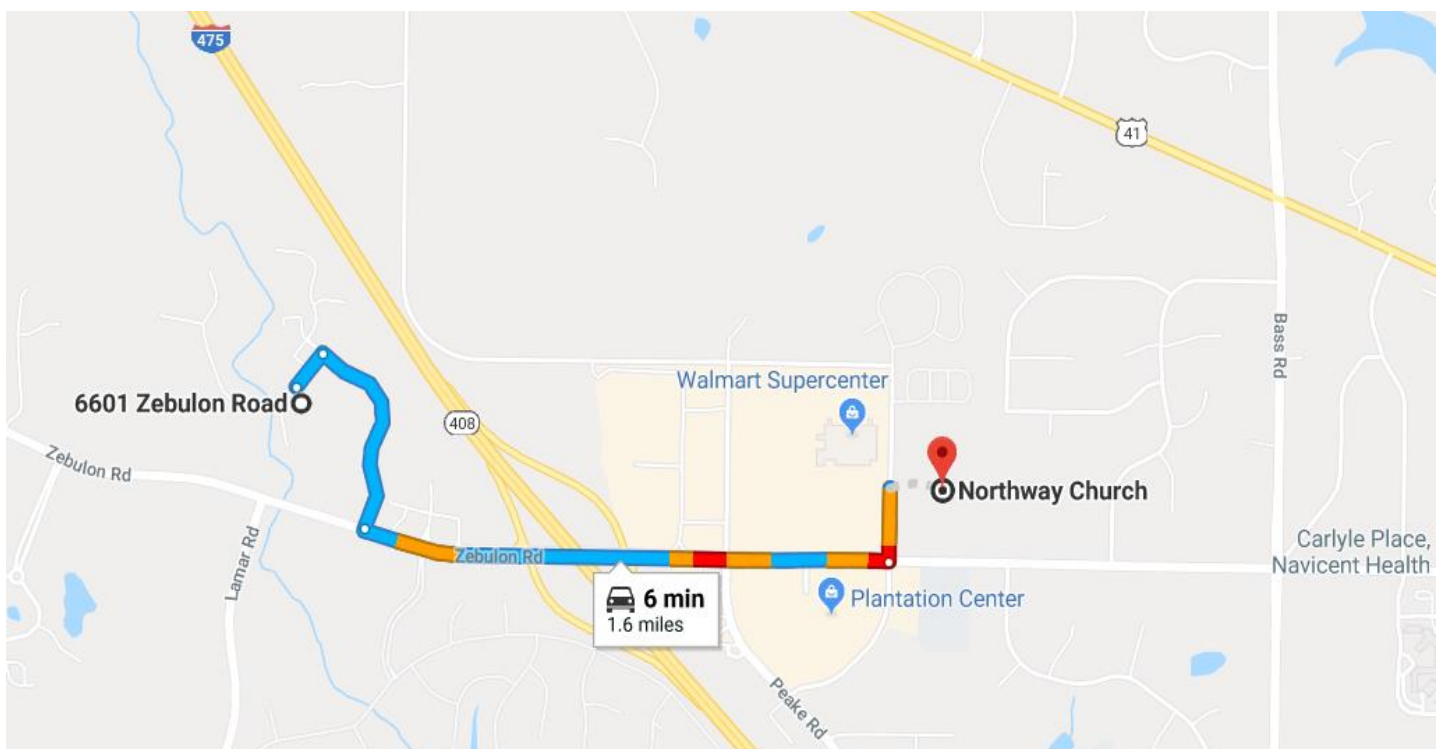 475
41
Bass Rd
Walmart Supercenter
6601 Zebulon Road
408
Zebulon Rd
Northway Church
Lamar Rd
Zebulon Rd
Carlyle Place,
Navicent Health
6 min
1.6 miles
Plantation Center
Peake Rd